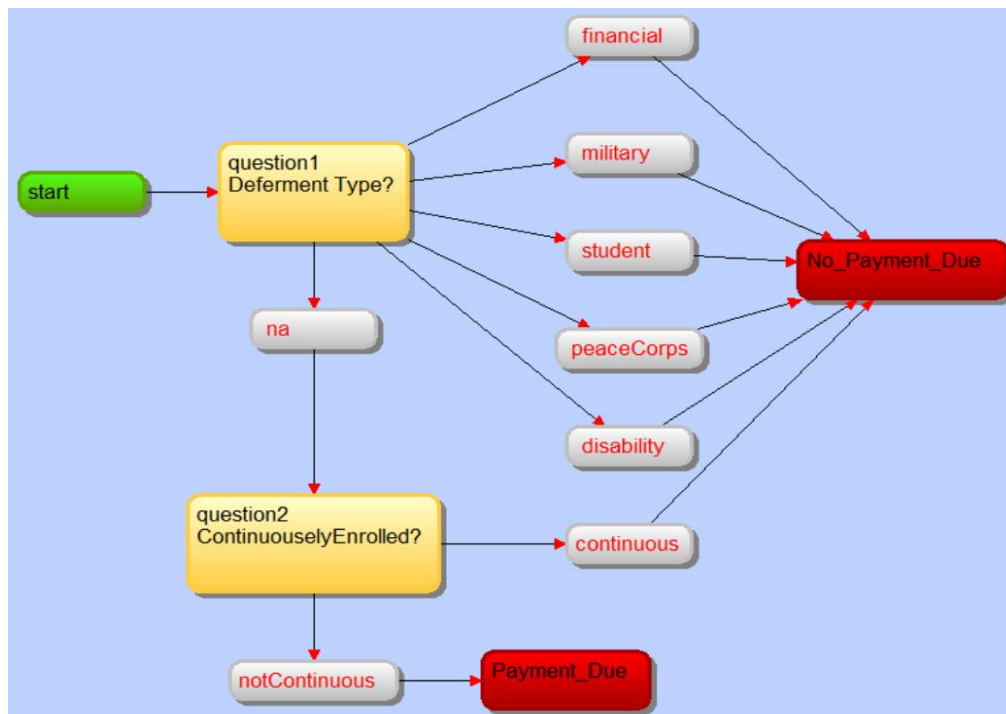 financial
question1
Deferment Type?
military
start
student
No_Payment_Due
na
peaceCorps
disability
question2
ContinuouselyEnrolled?
continuous
notContinuous
Payment_Due